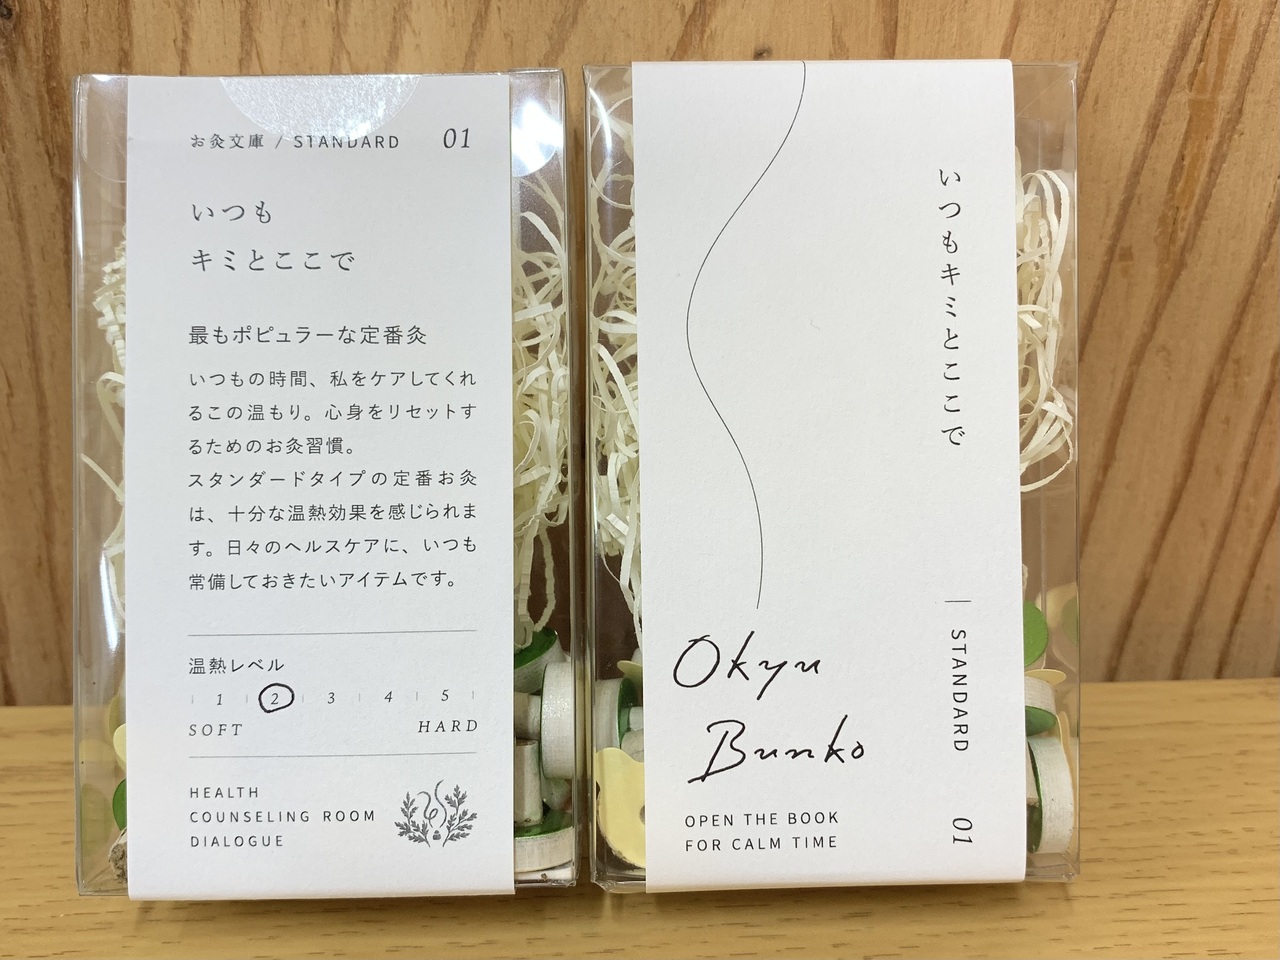 お灸文庫 / STANDARD 01
いつも
キミとここで
最もポピュラーな定番灸
いつもの時間、私をケアしてくれ
るこの温もり。心身をリセットす
るためのお灸習慣。
スタンダードタイプの定番お灸
は、十分な温熱効果を感じられま
す。日々のヘルスケアに、いつも
常備しておきたいアイテムです。
温熱レベル
1 2 3 4 5
SOFT HARD
HEALTH
COUNSELING ROOM
DIALOGUE
いつもキミとここで
STANDARD 01
Okyu
Bunko
OPEN THE BOOK
FOR CALM TIME